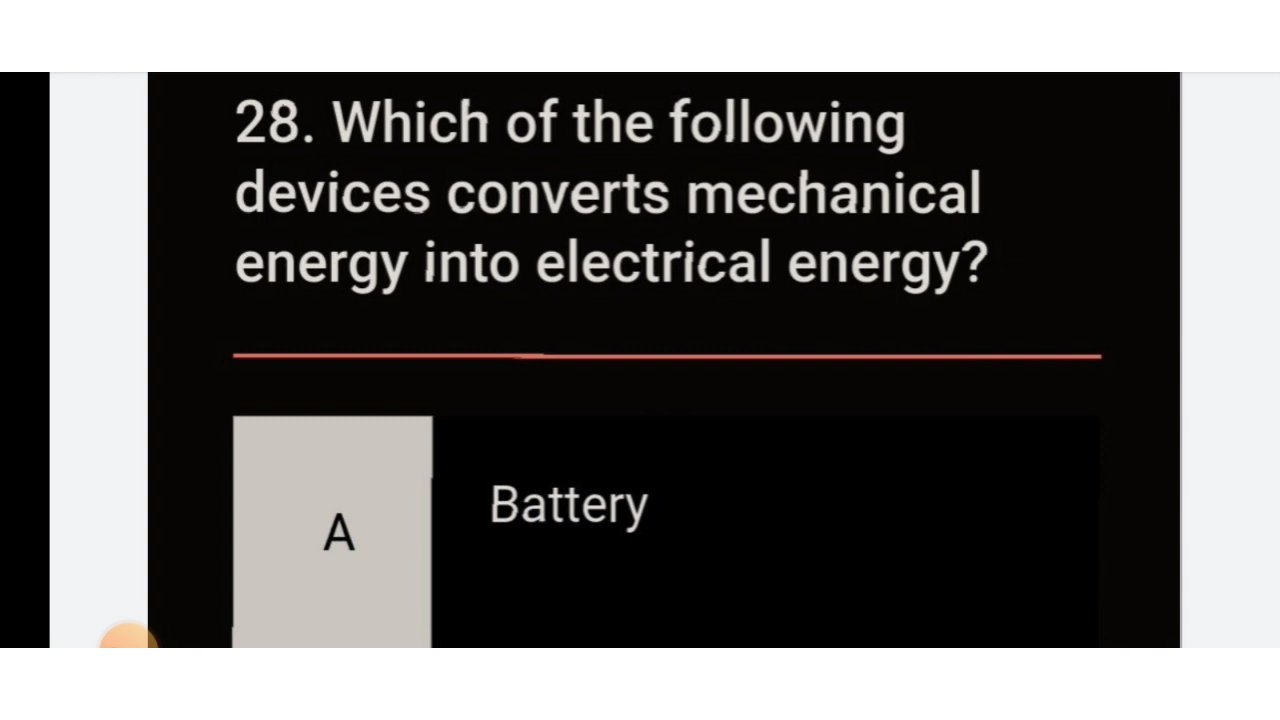 28. Which of the following
devices converts mechanical
energy into electrical energy?
A
Battery